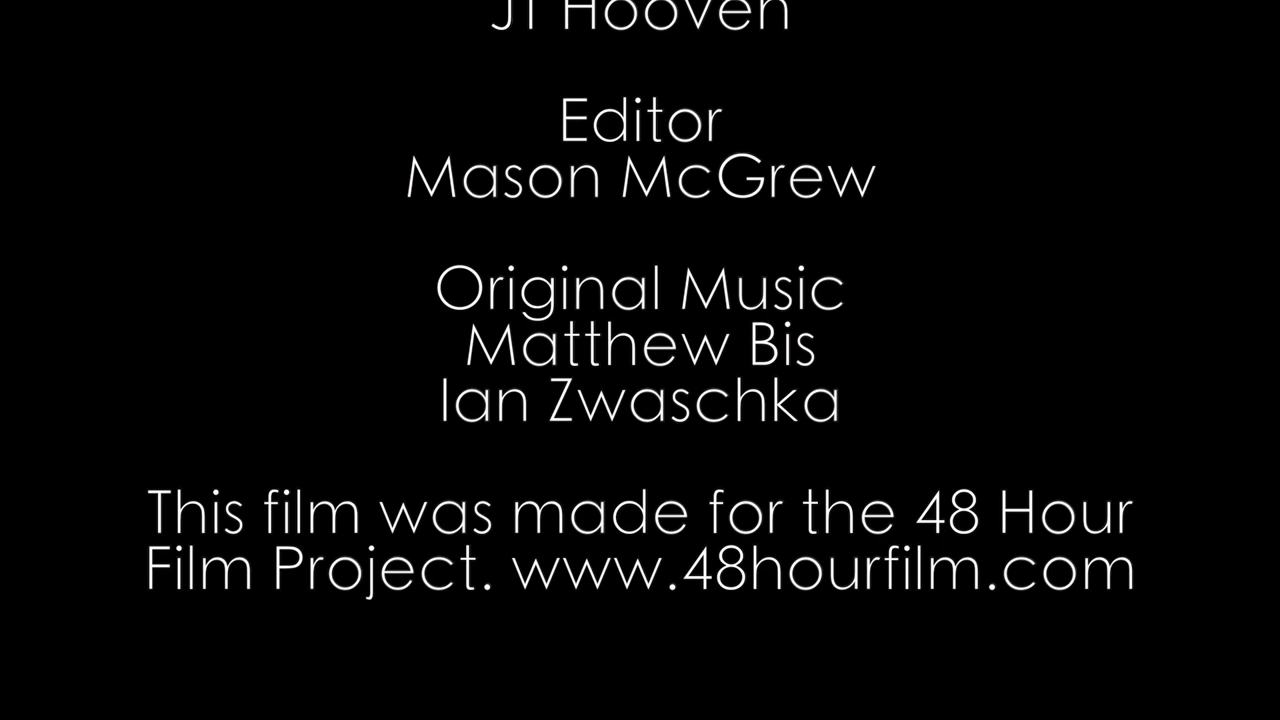 JT Hooven
Editor
Mason McGrew
Original Music
Matthew Bis
Ian Zwaschka
This film was made for the 48 Hour
Film Project. www.48hourfilm.com